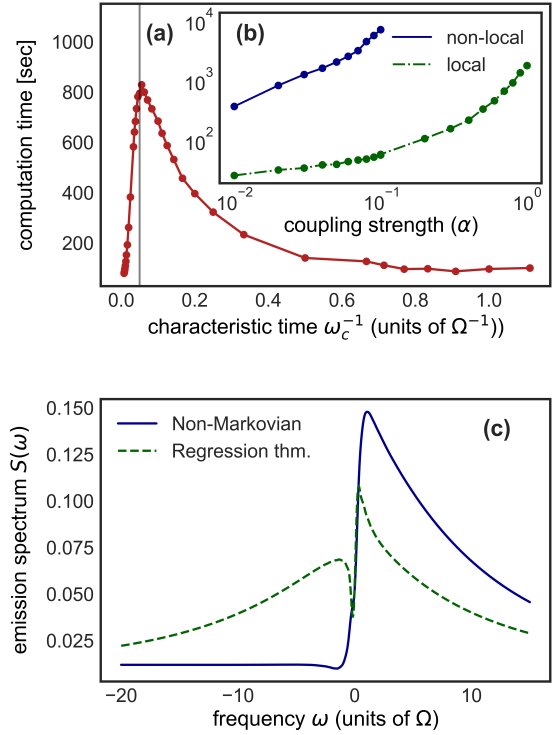 (a)
computation time [sec]
1000
800
600
400
200
0.0 0.2 0.4 0.6 0.8 1.0
characteristic time ω_c^{-1} (units of Ω^{-1}))
(b)
non-local
local
10^4
10^3
10^2
10^{-2} 10^{-1} 10^0
coupling strength (α)
(c)
Non-Markovian
Regression thm.
emission spectrum S(ω)
0.150
0.125
0.100
0.075
0.050
0.025
−20 −10 0 10
frequency ω (units of Ω)